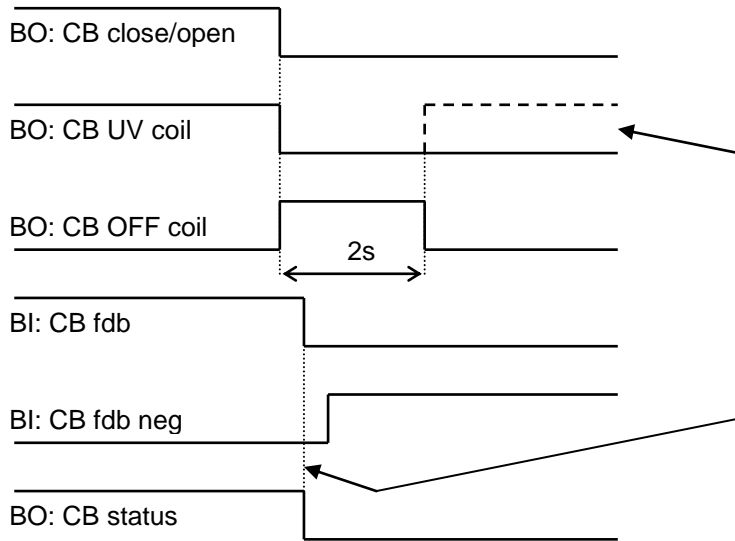 BO: CB close/open
BO: CB UV coil
BO: CB OFF coil
2s
BI: CB fdb
BI: CB fdb neg
BO: CB status